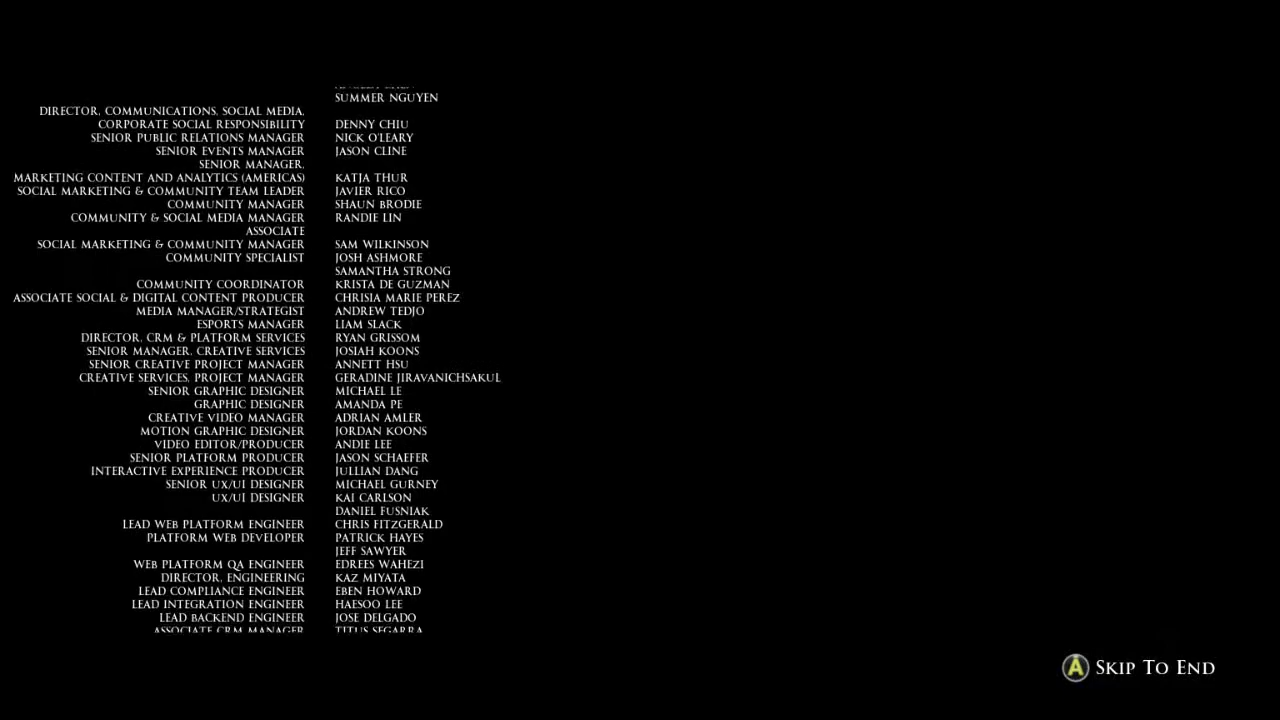 SUMMER NGUYEN
DIRECTOR, COMMUNICATIONS, SOCIAL MEDIA,
CORPORATE SOCIAL RESPONSIBILITY DENNY CHIU
SENIOR PUBLIC RELATIONS MANAGER NICK O'LEARY
SENIOR EVENTS MANAGER JASON CLINE
SENIOR MANAGER,
MARKETING CONTENT AND ANALYTICS (AMERICAS) KATJA THUR
SOCIAL MARKETING & COMMUNITY TEAM LEADER JAVIER RICO
COMMUNITY MANAGER SHAUN BRODIE
COMMUNITY & SOCIAL MEDIA MANAGER RANDIE LIN
ASSOCIATE
SOCIAL MARKETING & COMMUNITY MANAGER SAM WILKINSON
COMMUNITY SPECIALIST JOSH ASHMORE
SAMANTHA STRONG
COMMUNITY COORDINATOR KRISTA DE GUZMAN
ASSOCIATE SOCIAL & DIGITAL CONTENT PRODUCER CHRISIA MARIE PEREZ
MEDIA MANAGER/STRATEGIST ANDREW TEDJO
ESPORTS MANAGER LIAM SLACK
DIRECTOR, CRM & PLATFORM SERVICES RYAN GRISSOM
SENIOR MANAGER, CREATIVE SERVICES JOSIAH KOONS
SENIOR CREATIVE PROJECT MANAGER ANNETT HSU
CREATIVE SERVICES, PROJECT MANAGER GERADINE JIRAVANICHSAKUL
SENIOR GRAPHIC DESIGNER MICHAEL LE
GRAPHIC DESIGNER AMANDA PE
CREATIVE VIDEO MANAGER ADRIAN AMLER
MOTION GRAPHIC DESIGNER JORDAN KOONS
VIDEO EDITOR/PRODUCER ANDIE LEE
SENIOR PLATFORM PRODUCER JASON SCHAEFER
INTERACTIVE EXPERIENCE PRODUCER JULLIAN DANG
SENIOR UX/UI DESIGNER MICHAEL GURNEY
UX/UI DESIGNER KAI CARLSON
DANIEL FUSNIAK
LEAD WEB PLATFORM ENGINEER CHRIS FITZGERALD
PLATFORM WEB DEVELOPER PATRICK HAYES
JEFF SAWYER
WEB PLATFORM QA ENGINEER EDREES WAHEZI
DIRECTOR, ENGINEERING KAZ MIYATA
LEAD COMPLIANCE ENGINEER EBEN HOWARD
LEAD INTEGRATION ENGINEER HAESOO LEE
LEAD BACKEND ENGINEER JOSE DELGADO
ASSOCIATE CRM MANAGER TITUS SEGARRA
A SKIP TO END